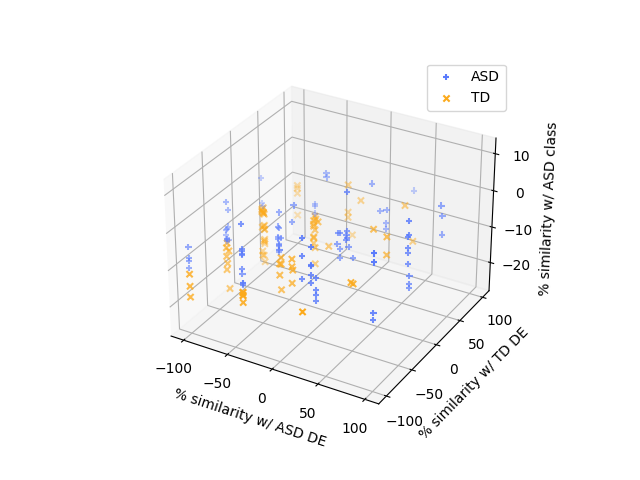 ASD
TD
10
0
−10
−20
% similarity w/ ASD class
100
50
0
−50
−100
% similarity w/ TD DE
−100
−50
0
50
100
% similarity w/ ASD DE